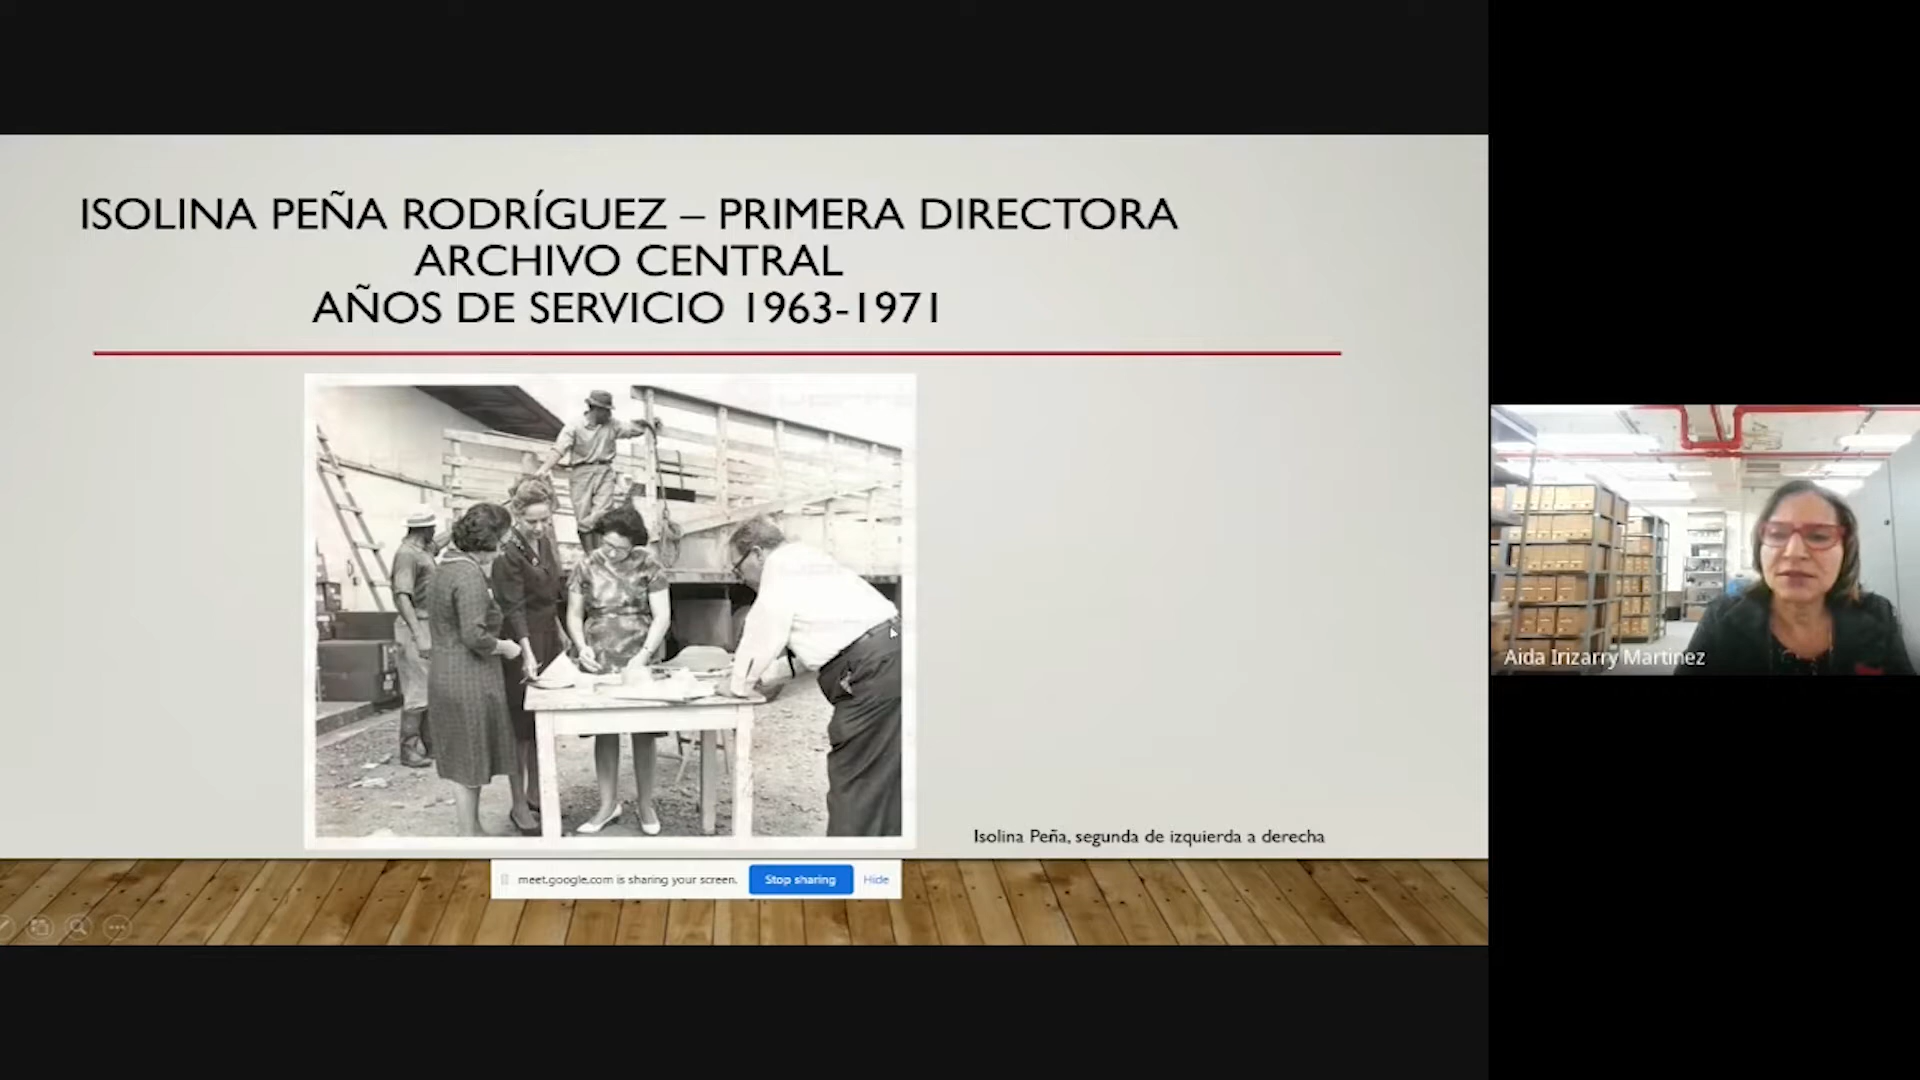 ISOLINA PEÑA RODRÍGUEZ – PRIMERA DIRECTORA
ARCHIVO CENTRAL
AÑOS DE SERVICIO 1963-1971
Isolina Peña, segunda de izquierda a derecha
meet.google.com is sharing your screen.
Stop sharing
Hide
Aida Irizarry Martinez